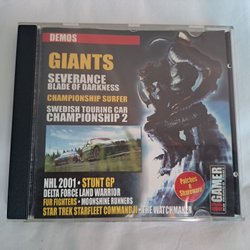 DEMOS
GIANTS
SEVERANCE
BLADE OF DARKNESS
CHAMPIONSHIP SURFER
SWEDISH TOURING CAR
CHAMPIONSHIP 2
NHL 2001 • STUNT GP
DELTA FORCE LAND WARRIOR
FUR FIGHTERS • MOONSHINE RUNNERS
STAR TREK STARFLEET COMMAND II • THE WATCHMAKER
Patches &
Shareware
GAMER